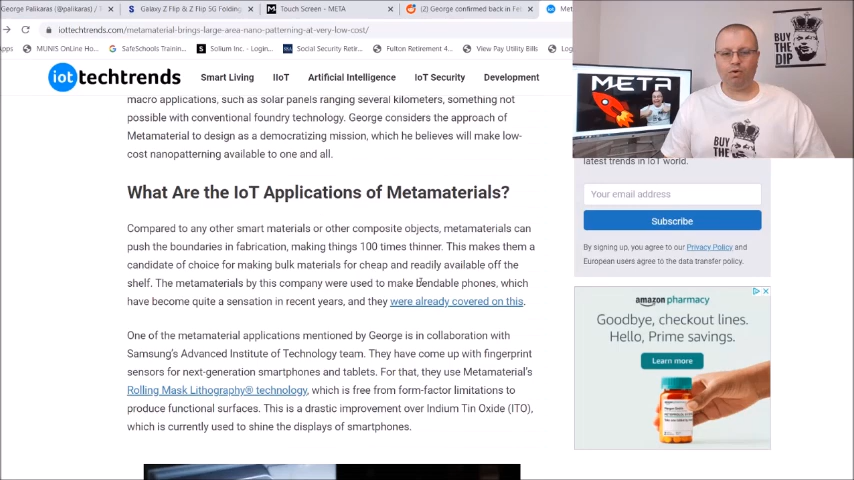 George Palikaras (@palikaras) /
Galaxy Z Flip & Z Flip 5G Folding
Touch Screen – META
(2) George confirmed back in Fe
Met
iottechtrends.com/metamaterial-brings-large-area-nano-patterning-at-very-low-cost/
MUNIS OnLine Ho...
SafeSchools Training...
Sollum Inc. - Login...
Social Security Retir...
Fulton Retirement 4...
View Pay Utility Bills
Log
iot techtrends
Smart Living
IIoT
Artificial Intelligence
IoT Security
Development
META
BUY
THE
DIP
BUY
THE
macro applications, such as solar panels ranging several kilometers, something not
possible with conventional foundry technology. George considers the approach of
Metamaterial to design as a democratizing mission, which he believes will make low-
cost nanopatterning available to one and all.
What Are the IoT Applications of Metamaterials?
Compared to any other smart materials or other composite objects, metamaterials can
push the boundaries in fabrication, making things 100 times thinner. This makes them a
candidate of choice for making bulk materials for cheap and readily available off the
shelf. The metamaterials by this company were used to make bendable phones, which
have become quite a sensation in recent years, and they were already covered on this.
One of the metamaterial applications mentioned by George is in collaboration with
Samsung's Advanced Institute of Technology team. They have come up with fingerprint
sensors for next-generation smartphones and tablets. For that, they use Metamaterial's
Rolling Mask Lithography® technology, which is free from form-factor limitations to
produce functional surfaces. This is a drastic improvement over Indium Tin Oxide (ITO),
which is currently used to shine the displays of smartphones.
latest trends in IoT world.
Email address
Subscribe
By signing up, you agree to our Privacy Policy and
European users agree to the data transfer policy.
amazon pharmacy
Goodbye, checkout lines.
Hello, Prime savings.
Learn more